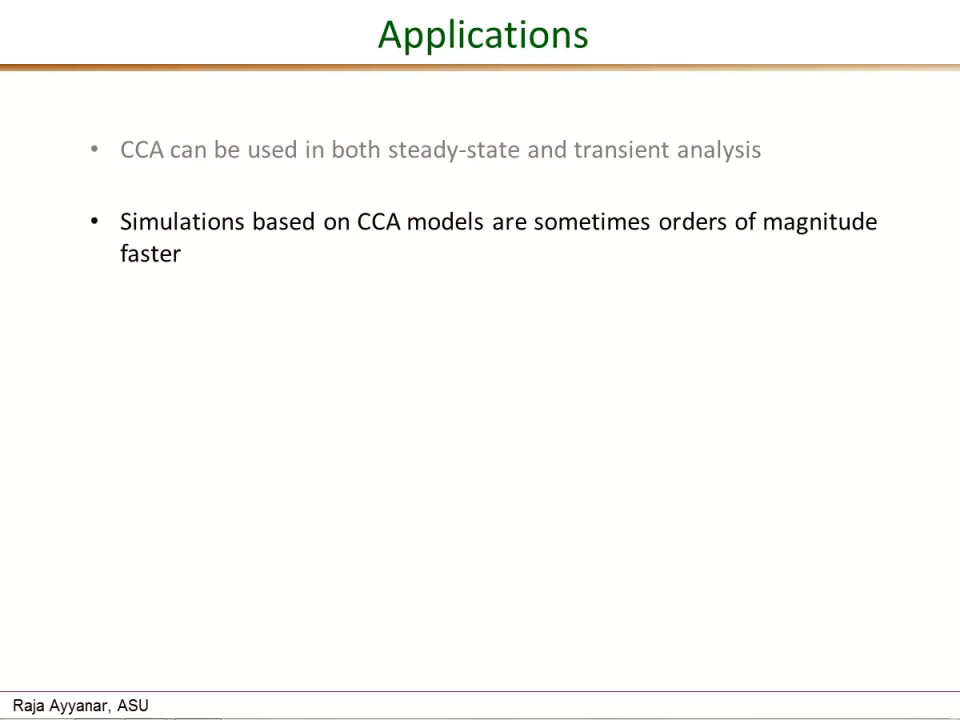 Applications
• CCA can be used in both steady-state and transient analysis
• Simulations based on CCA models are sometimes orders of magnitude
faster
Raja Ayyanar, ASU